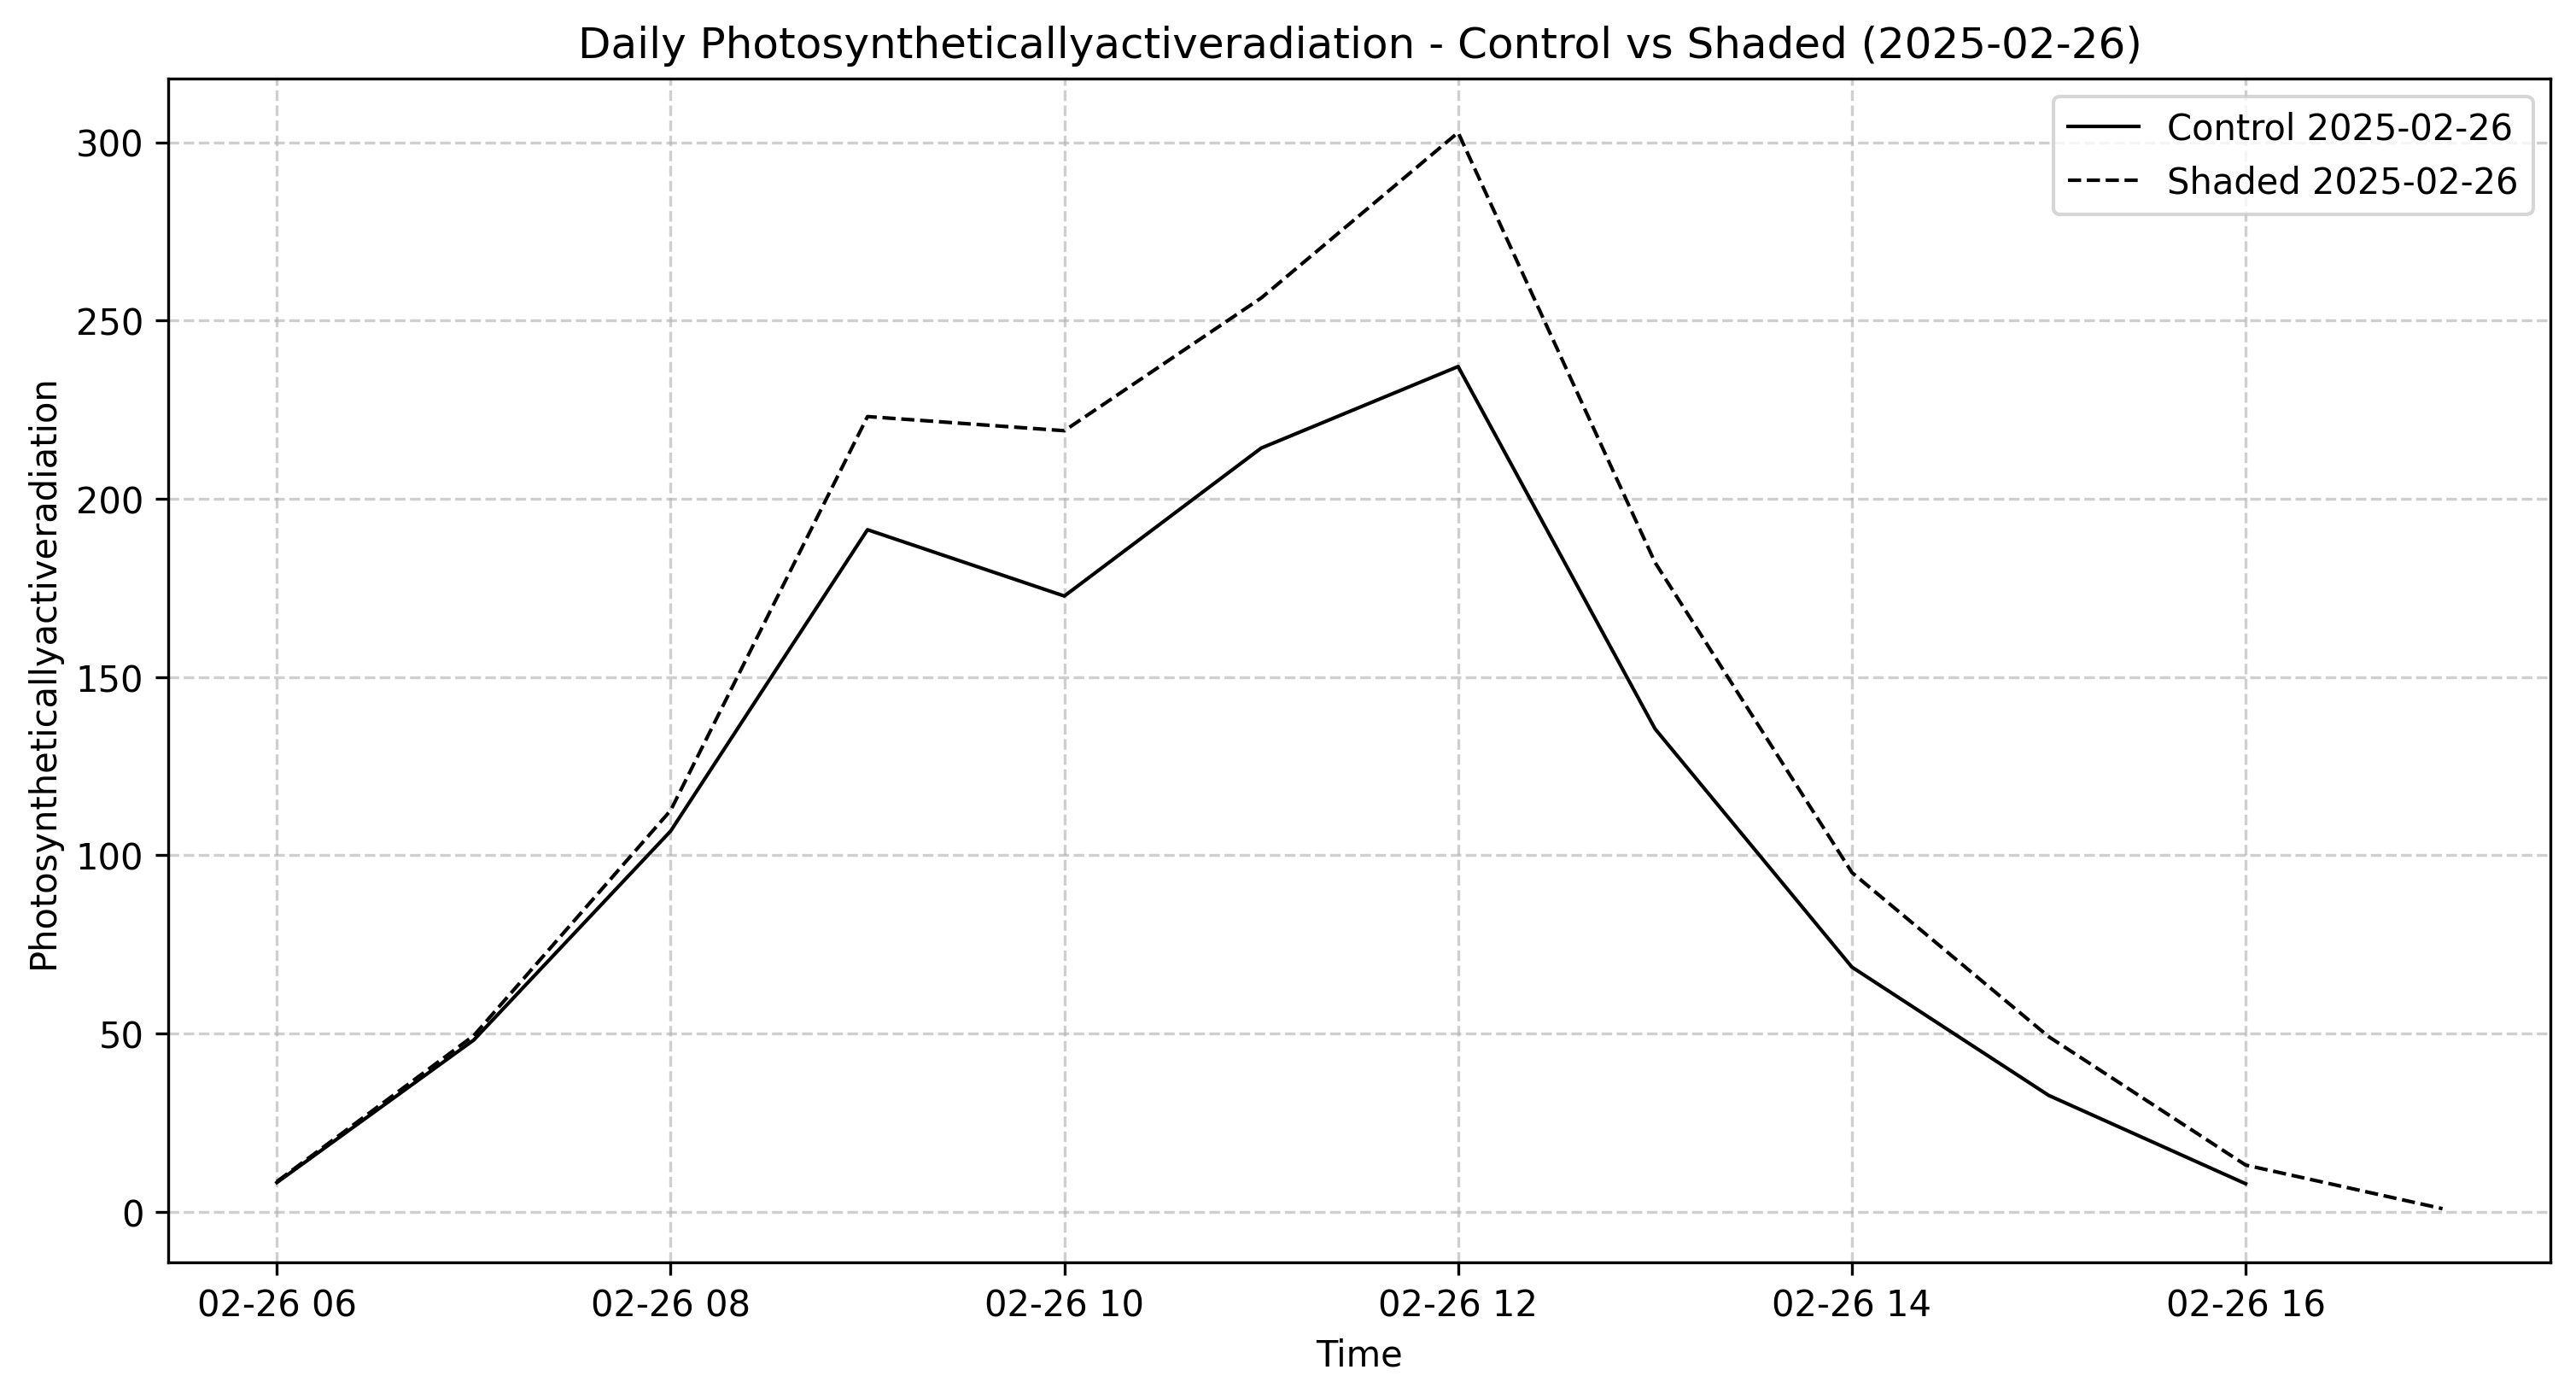 Daily Photosyntheticallyactiveradiation - Control vs Shaded (2025-02-26)
Control 2025-02-26
Shaded 2025-02-26
Photosyntheticallyactiveradiation
300
250
200
150
100
50
0
02-26 06 02-26 08 02-26 10 02-26 12 02-26 14 02-26 16
Time